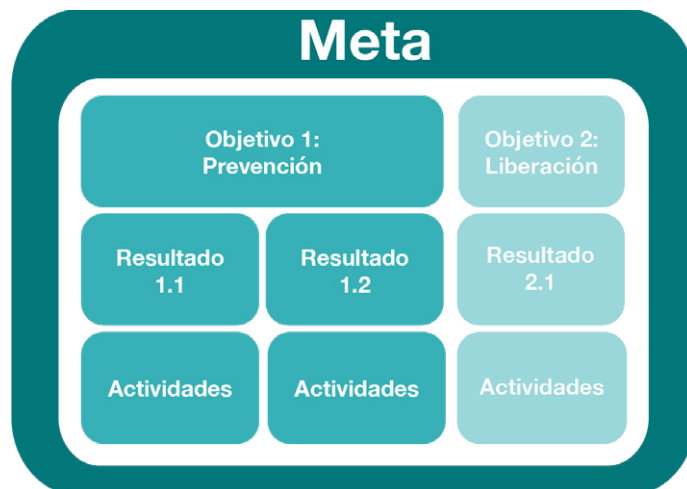 Meta
Objetivo 1:
Prevención
Objetivo 2:
Liberación
Resultado
1.1
Resultado
1.2
Resultado
2.1
Actividades
Actividades
Actividades